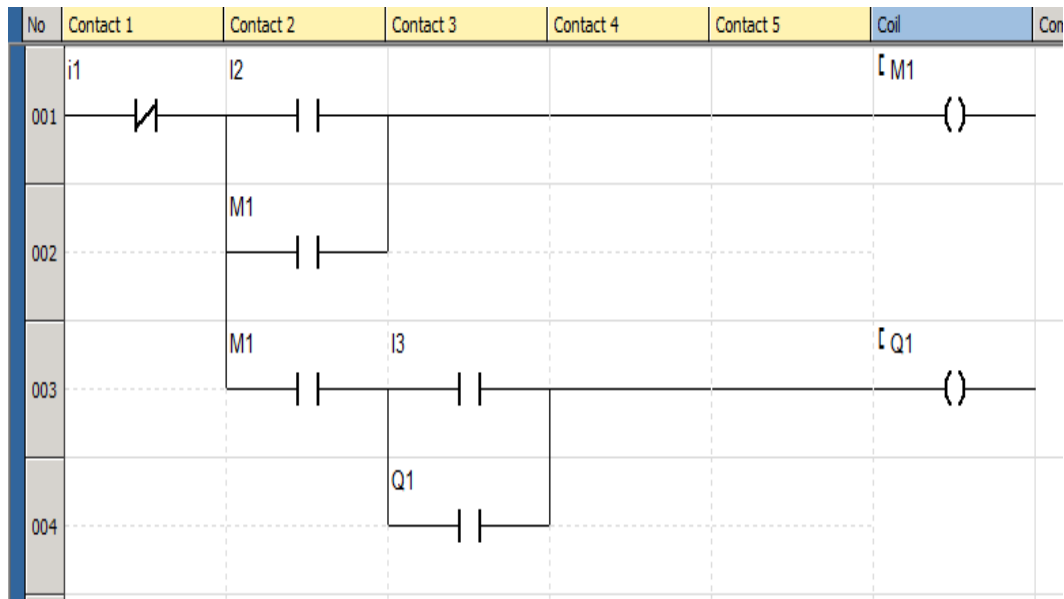 No Contact 1 Contact 2 Contact 3 Contact 4 Contact 5 Coil Con
i1 I2 [ M1
001
M1
002
M1 I3 [ Q1
003
Q1
004